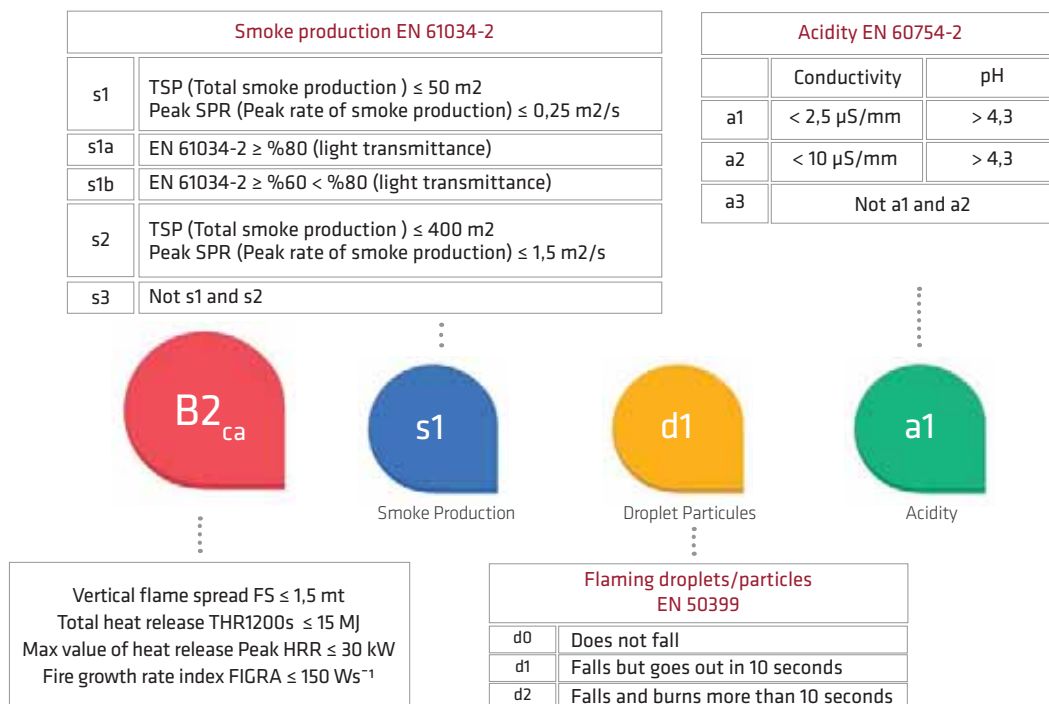 Smoke production EN 61034-2
s1
TSP (Total smoke production ) ≤ 50 m2
Peak SPR (Peak rate of smoke production) ≤ 0,25 m2/s
s1a
EN 61034-2 ≥ %80 (light transmittance)
s1b
EN 61034-2 ≥ %60 < %80 (light transmittance)
s2
TSP (Total smoke production ) ≤ 400 m2
Peak SPR (Peak rate of smoke production) ≤ 1,5 m2/s
s3
Not s1 and s2
Acidity EN 60754-2
Conductivity
pH
a1
< 2,5 µS/mm
> 4,3
a2
< 10 µS/mm
> 4,3
a3
Not a1 and a2
B2ca
s1
d1
a1
Smoke Production
Droplet Particules
Acidity
Vertical flame spread FS ≤ 1,5 mt
Total heat release THR1200s ≤ 15 MJ
Max value of heat release Peak HRR ≤ 30 kW
Fire growth rate index FIGRA ≤ 150 Ws⁻¹
Flaming droplets/particles
EN 50399
d0
Does not fall
d1
Falls but goes out in 10 seconds
d2
Falls and burns more than 10 seconds